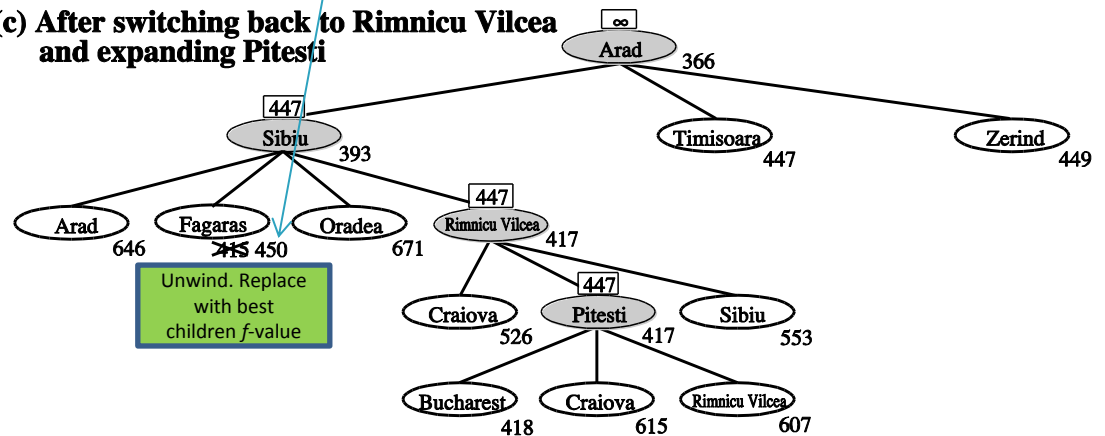 (c) After switching back to Rimnicu Vilcea
and expanding Pitesti
∞
Arad
366
447
Sibiu
393
Timisoara
447
Zerind
449
Arad
646
Fagaras
415 450
Oradea
671
447
Rimnicu Vilcea
417
Unwind. Replace
with best
children f-value
Craiova
526
447
Pitesti
417
Sibiu
553
Bucharest
418
Craiova
615
Rimnicu Vilcea
607